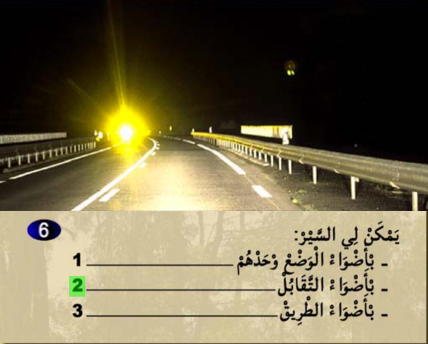 6
يَمْكَنْ لِي السَّيْرْ:
- بْأَضْوَاءْ الْوَضْعْ وَحْدَهُمْ 1
- بْأَضْوَاءْ التَّقَابُلْ 2
- بْأَضْوَاءْ الطْرِيقْ 3